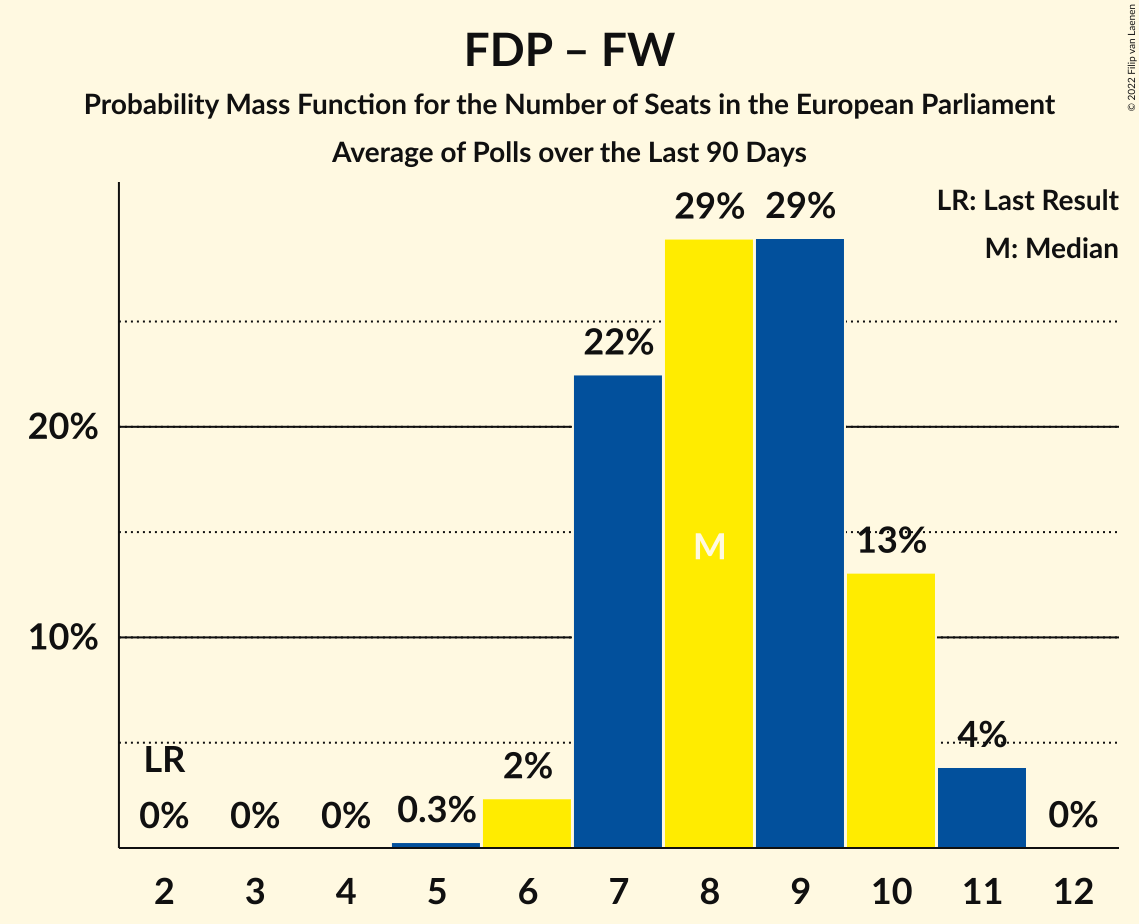 FDP – FW
Probability Mass Function for the Number of Seats in the European Parliament
Average of Polls over the Last 90 Days
© 2022 Filip van Laenen
LR: Last Result
M: Median
29% 29%
22%
20%
M
13%
10%
4%
LR
2%
0% 0% 0% 0.3% 0%
2 3 4 5 6 7 8 9 10 11 12